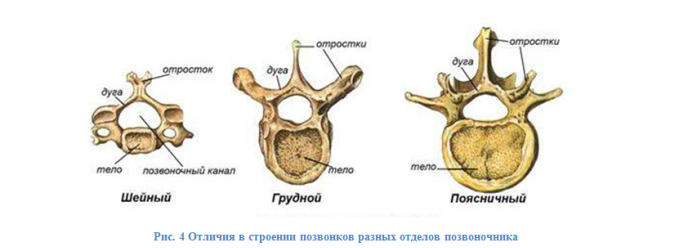 отросток
дуга
тело
позвоночный канал
Шейный
отростки
дуга
тело
Грудной
отростки
дуга
тело
Поясничный
Рис. 4 Отличия в строении позвонков разных отделов позвоночника